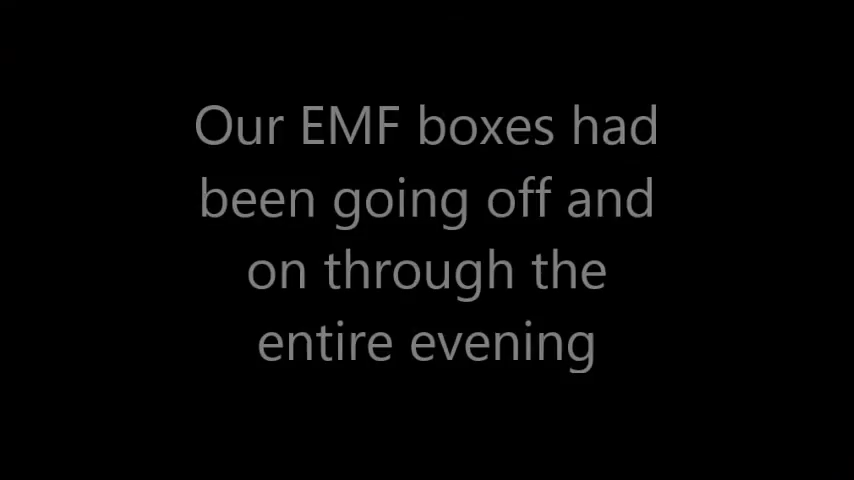 Our EMF boxes had
been going off and
on through the
entire evening